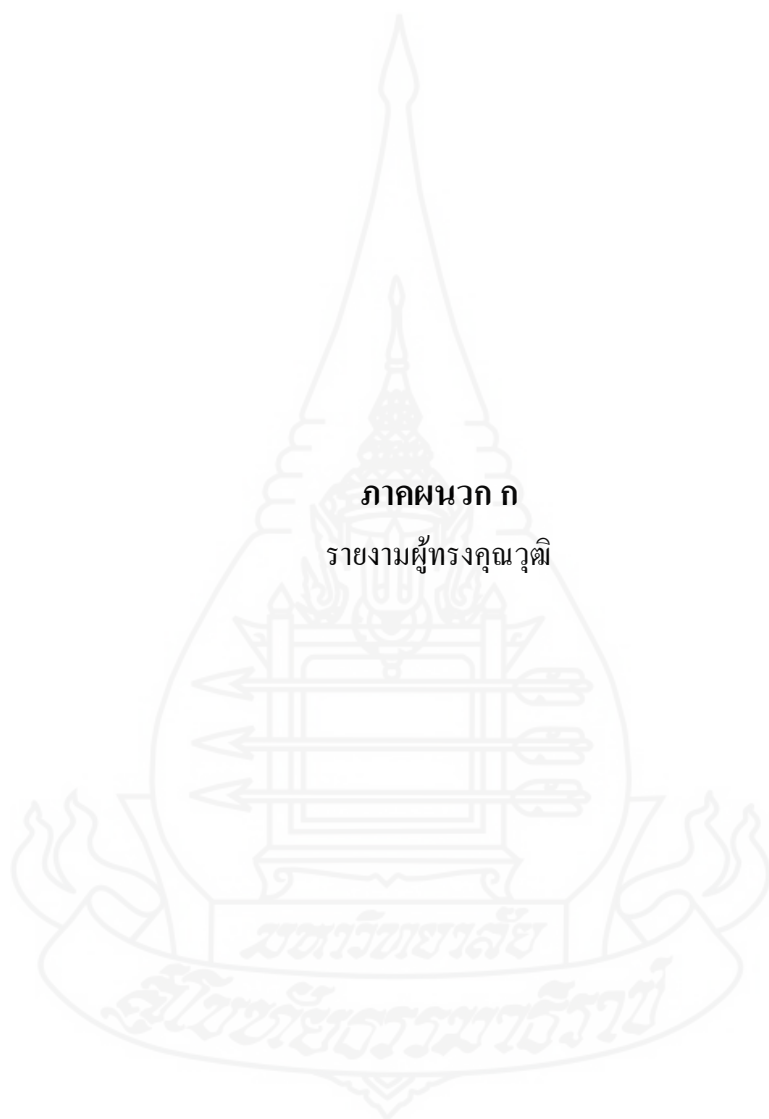 ภาคผนวก ก
รายงามผู้ทรงคุณวุฒิ
มหาวิทยาลัย
สุโขทัยธรรมาธิราช